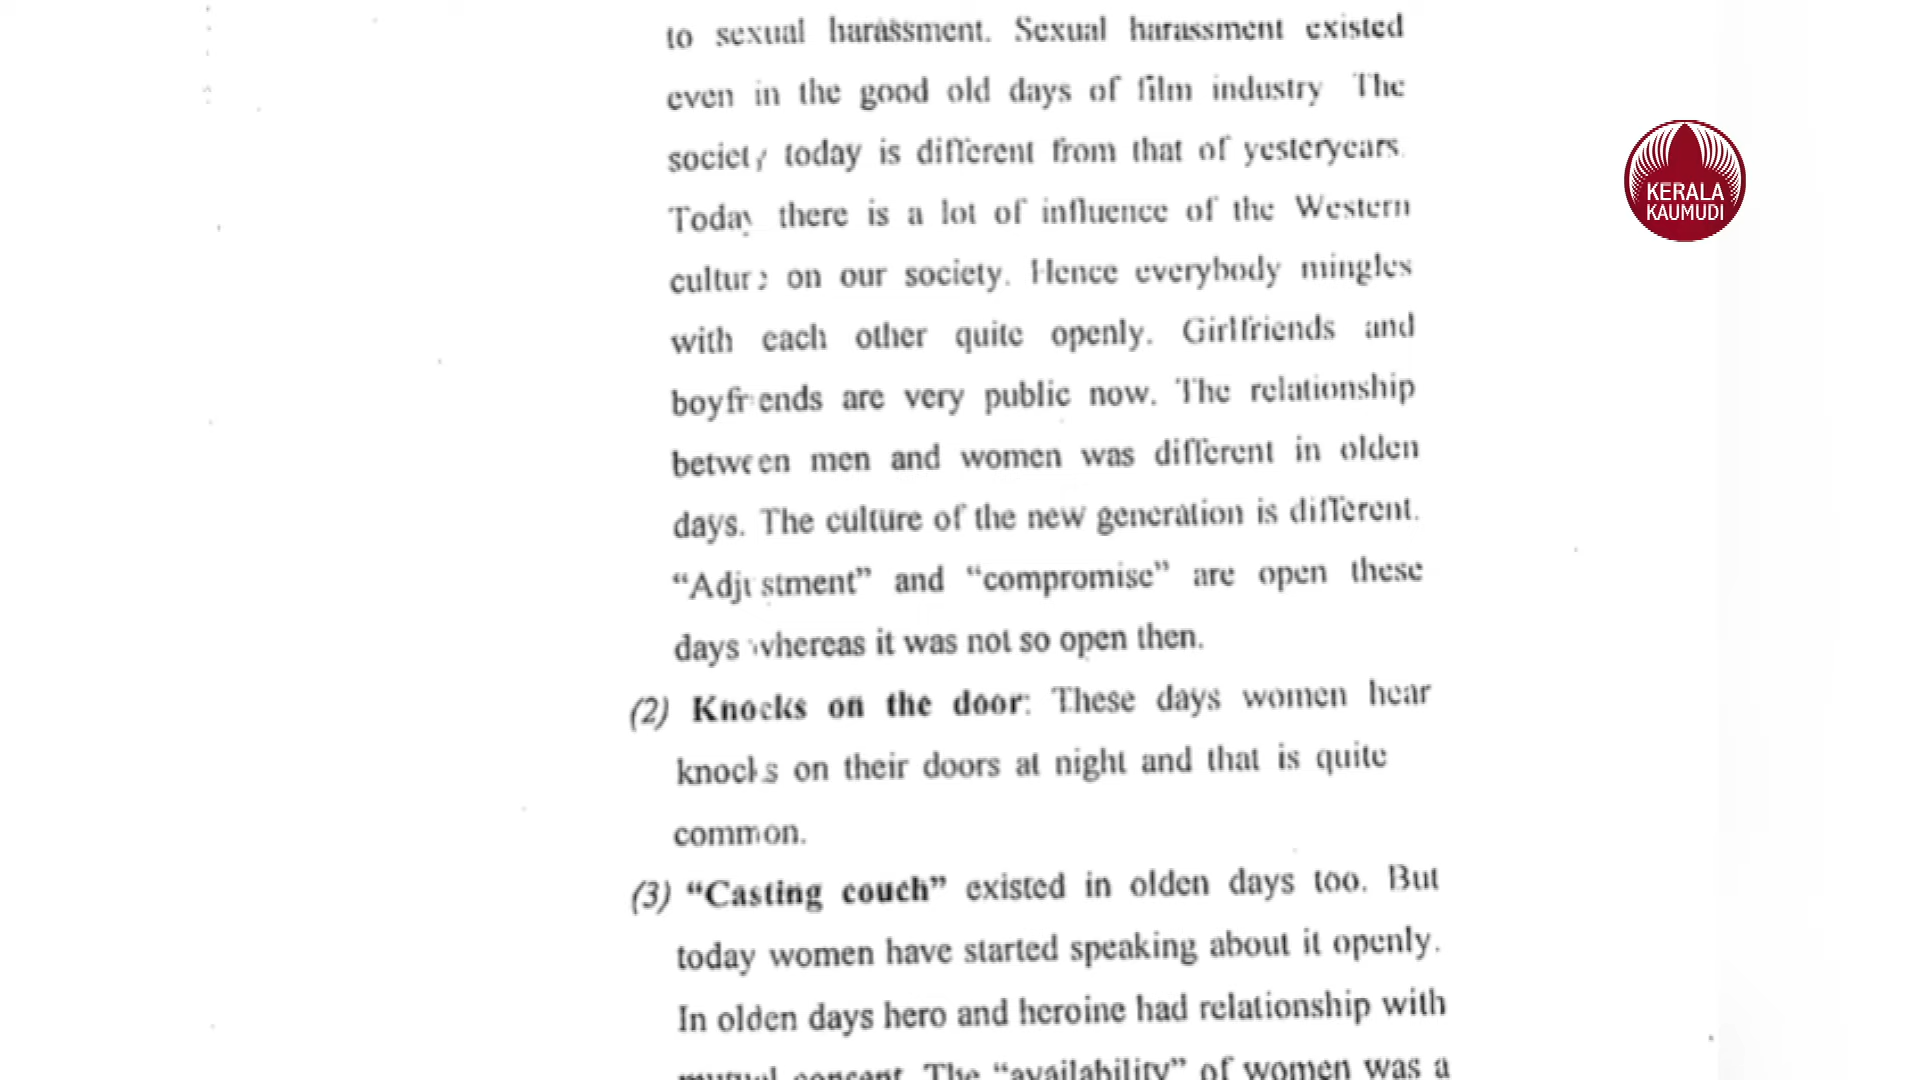 to sexual harassment. Sexual harassment existed
even in the good old days of film industry The
society today is different from that of yesteryears.
Today there is a lot of influence of the Western
culture on our society. Hence everybody mingles
with each other quite openly. Girlfriends and
boyfriends are very public now. The relationship
between men and women was different in olden
days. The culture of the new generation is different.
“Adjustment” and “compromise” are open these
days whereas it was not so open then.
(2) Knocks on the door: These days women hear
knocks on their doors at night and that is quite
common.
(3) “Casting couch” existed in olden days too. But
today women have started speaking about it openly.
In olden days hero and heroine had relationship with
mutual consent. The “availability” of women was a
KERALA
KAUMUDI